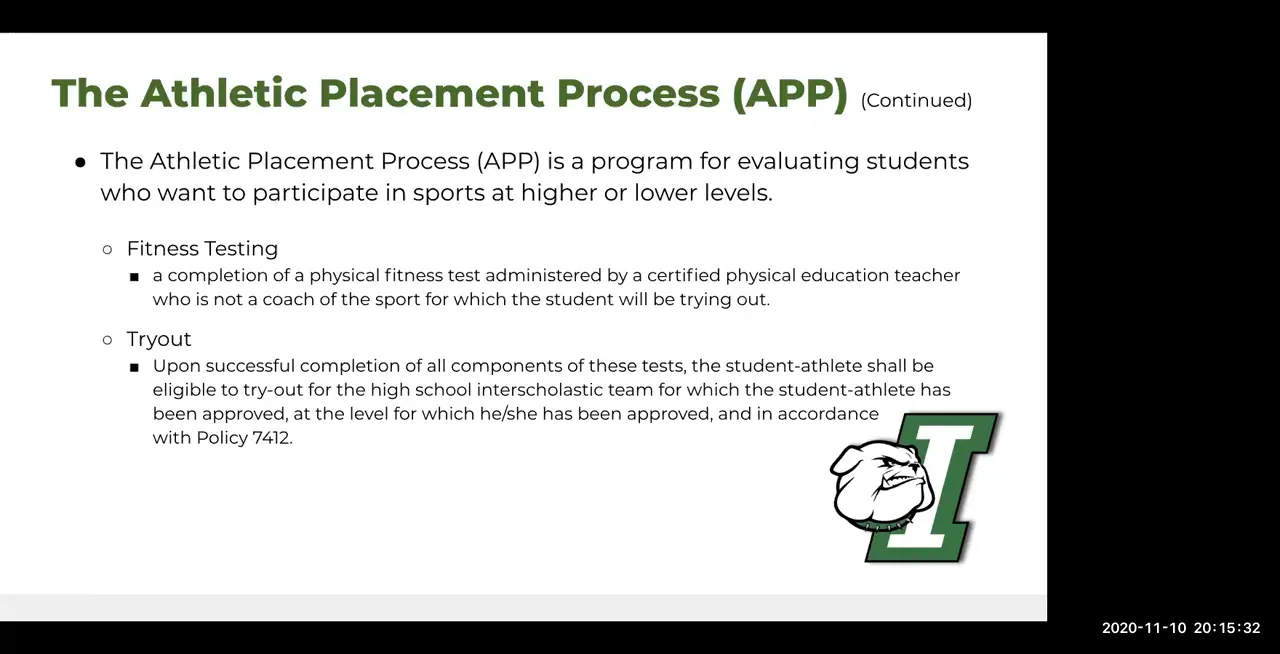 The Athletic Placement Process (APP) (Continued)
● The Athletic Placement Process (APP) is a program for evaluating students
who want to participate in sports at higher or lower levels.
○ Fitness Testing
■ a completion of a physical fitness test administered by a certified physical education teacher
who is not a coach of the sport for which the student will be trying out.
○ Tryout
■ Upon successful completion of all components of these tests, the student-athlete shall be
eligible to try-out for the high school interscholastic team for which the student-athlete has
been approved, at the level for which he/she has been approved, and in accordance
with Policy 7412.
I
2020-11-10 20:15:32